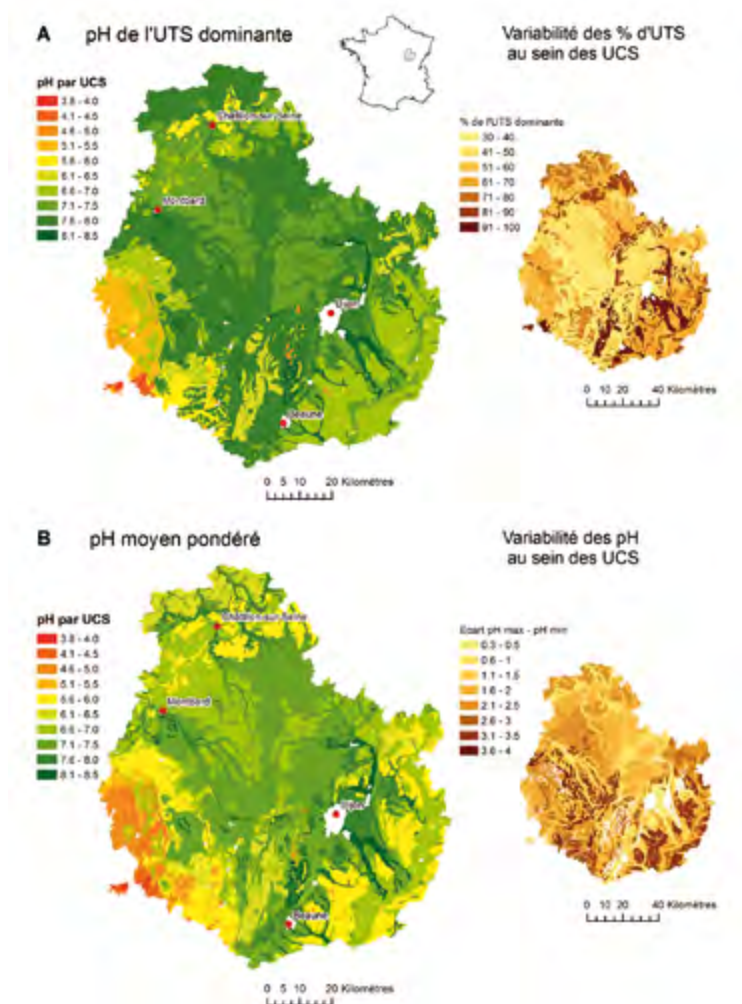 A pH de l'UTS dominante
Variabilité des % d'UTS
au sein des UCS
pH par UCS
3.8 - 4.0
4.1 - 4.5
4.6 - 5.0
5.1 - 5.5
5.6 - 6.0
6.1 - 6.5
6.6 - 7.0
7.1 - 7.5
7.6 - 8.0
8.1 - 8.5
Châtillon-sur-Seine
Montbard
Dijon
Beaune
0 5 10 20 Kilomètres
% de l'UTS dominante
30 - 40
41 - 50
51 - 60
61 - 70
71 - 80
81 - 90
91 - 100
0 10 20 40 Kilomètres
B pH moyen pondéré
Variabilité des pH
au sein des UCS
pH par UCS
3.8 - 4.0
4.1 - 4.5
4.6 - 5.0
5.1 - 5.5
5.6 - 6.0
6.1 - 6.5
6.6 - 7.0
7.1 - 7.5
7.6 - 8.0
8.1 - 8.5
Châtillon-sur-Seine
Montbard
Dijon
Beaune
0 5 10 20 Kilomètres
Ecart pH max - pH min
0.3 - 0.5
0.6 - 1
1.1 - 1.5
1.6 - 2
2.1 - 2.5
2.6 - 3
3.1 - 3.5
3.6 - 4
0 10 20 40 Kilomètres